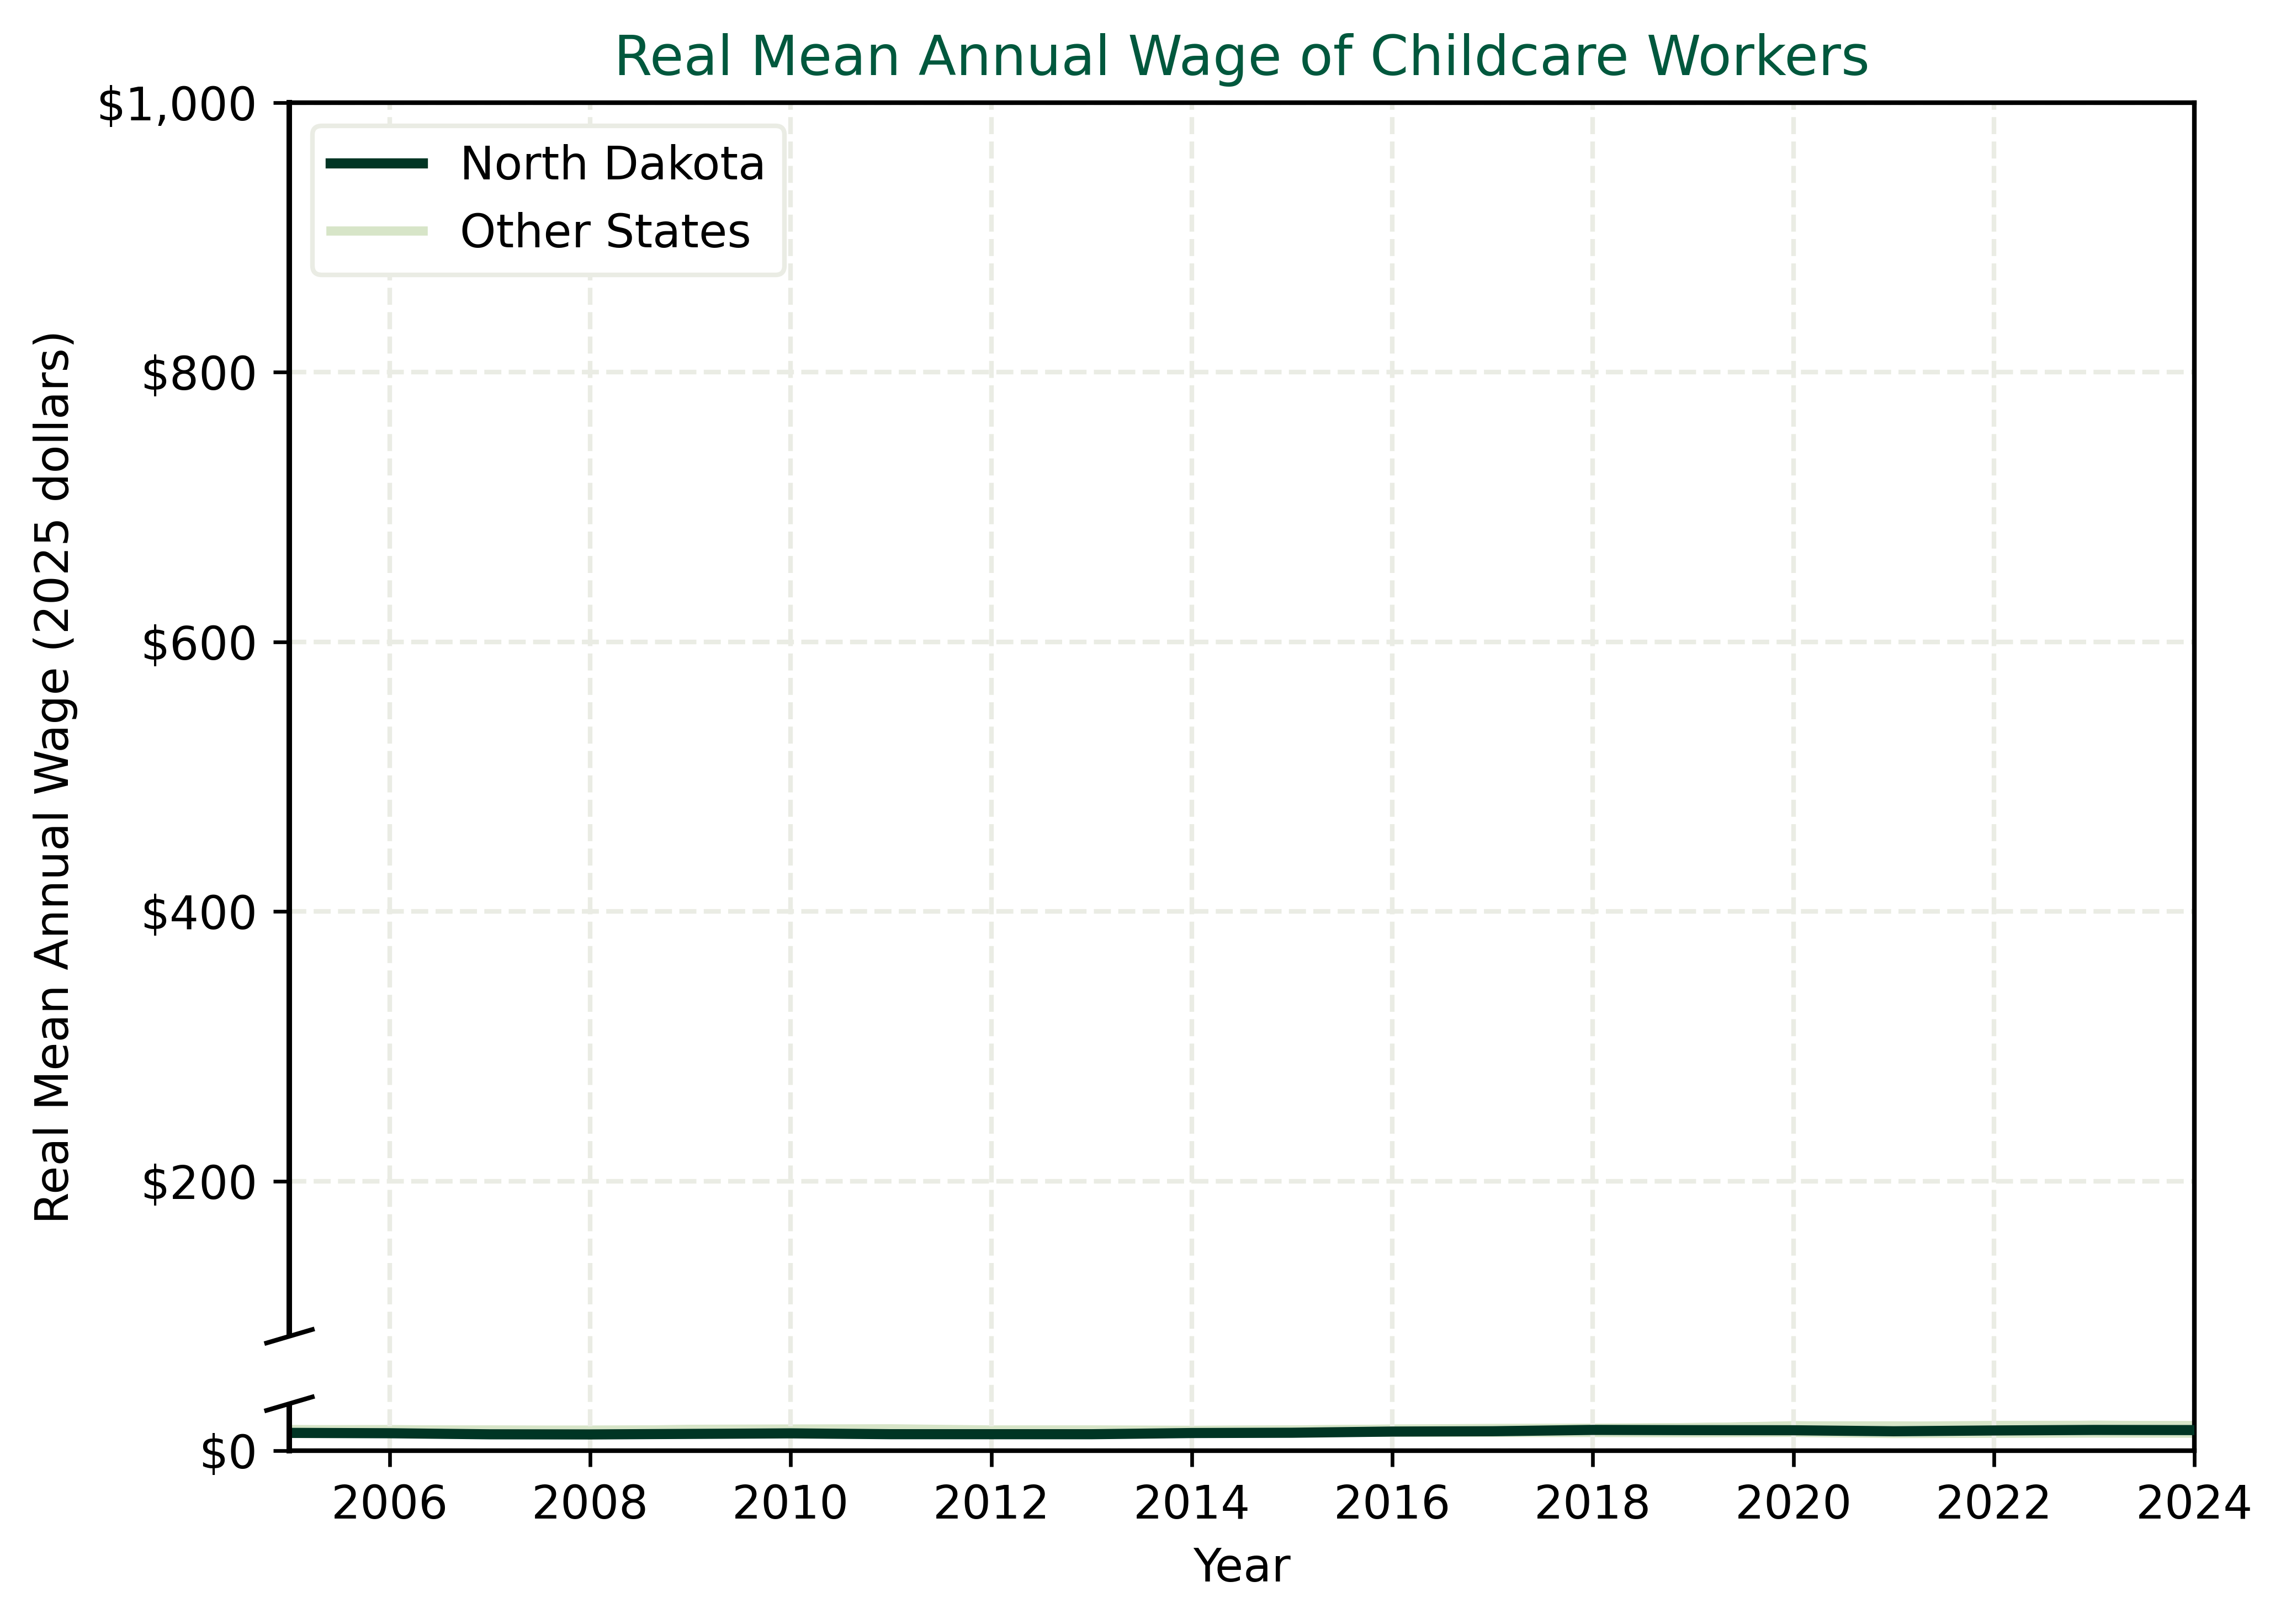 Real Mean Annual Wage of Childcare Workers
$1,000
$800
$600
$400
$200
$0
Real Mean Annual Wage (2025 dollars)
North Dakota
Other States
2006 2008 2010 2012 2014 2016 2018 2020 2022 2024
Year